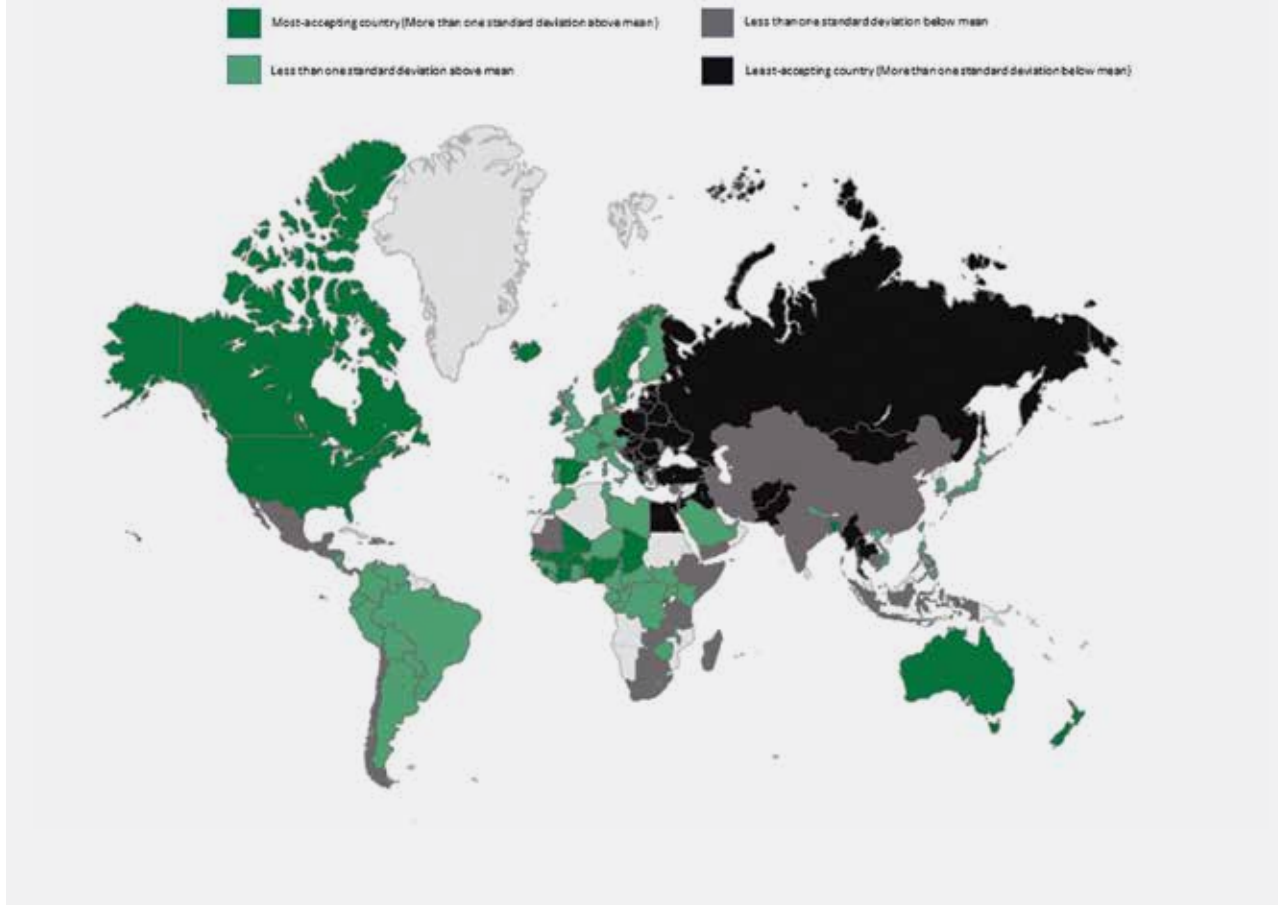 Most-accepting country (More than one standard deviation above mean)
Less than one standard deviation above mean
Less than one standard deviation below mean
Least-accepting country (More than one standard deviation below mean)